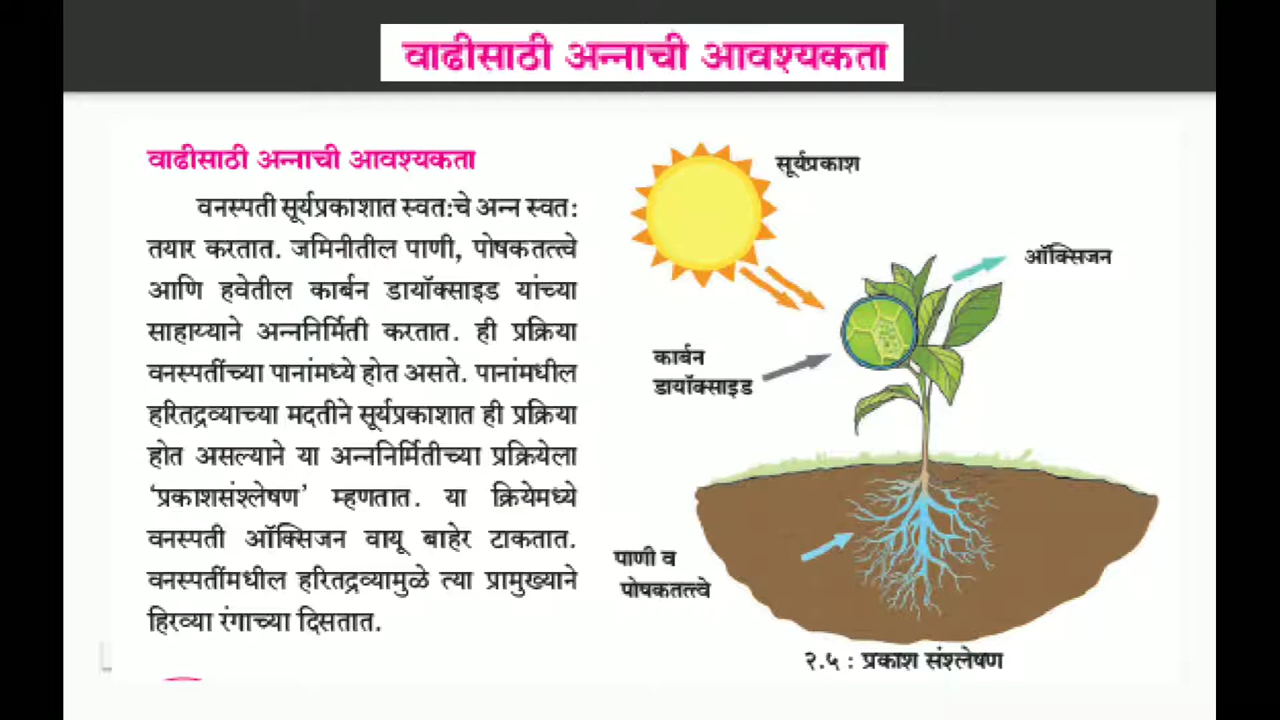 वाढीसाठी अन्नाची आवश्यकता
वाढीसाठी अन्नाची आवश्यकता
वनस्पती सूर्यप्रकाशात स्वत:चे अन्न स्वत:
तयार करतात. जमिनीतील पाणी, पोषकतत्त्वे
आणि हवेतील कार्बन डायॉक्साइड यांच्या
साहाय्याने अन्ननिर्मिती करतात. ही प्रक्रिया
वनस्पतींच्या पानांमध्ये होत असते. पानांमधील
हरितद्रव्याच्या मदतीने सूर्यप्रकाशात ही प्रक्रिया
होत असल्याने या अन्ननिर्मितीच्या प्रक्रियेला
‘प्रकाशसंश्लेषण’ म्हणतात. या क्रियेमध्ये
वनस्पती ऑक्सिजन वायू बाहेर टाकतात.
वनस्पतींमधील हरितद्रव्यामुळे त्या प्रामुख्याने
हिरव्या रंगाच्या दिसतात.
सूर्यप्रकाश
ऑक्सिजन
कार्बन
डायॉक्साइड
पाणी व
पोषकतत्त्वे
२.५ : प्रकाश संश्लेषण